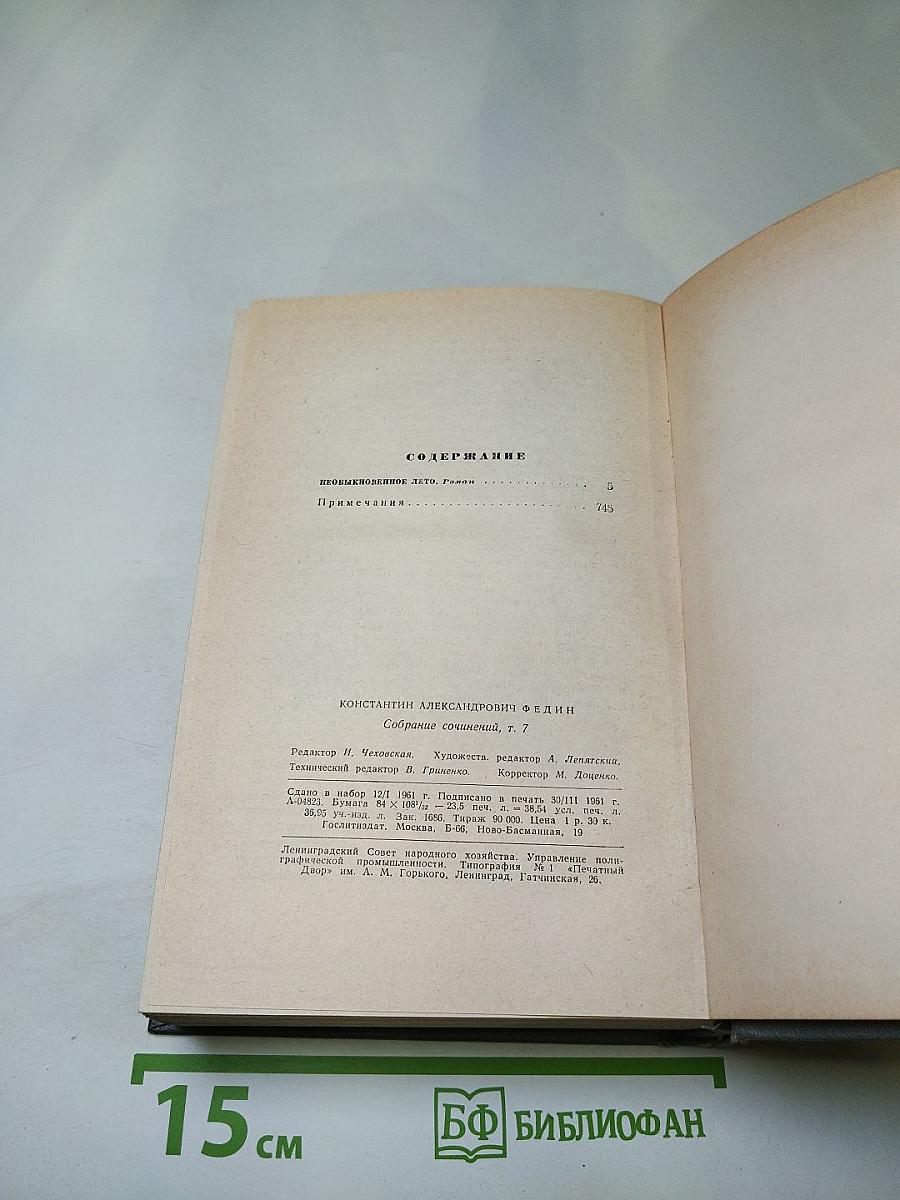 СОДЕРЖАНИЕ
НЕОБЫКНОВЕННОЕ ЛЕТО. Роман . . . . . . . . . . . . . 5
Примечания . . . . . . . . . . . . . . . . . . . . . 745
КОНСТАНТИН АЛЕКСАНДРОВИЧ ФЕДИН
Собрание сочинений, т. 7
Редактор И. Чеховская. Художеств. редактор А. Лепятский.
Технический редактор В. Гриненко. Корректор М. Доценко.
Сдано в набор 12/I 1961 г. Подписано в печать 30/III 1961 г.
А-04823. Бумага 84 × 108¹/₃₂ — 23,5 печ. л. = 38,54 усл. печ. л.
36,95 уч.-изд. л. Зак. 1686. Тираж 90 000. Цена 1 р. 30 к.
Гослитиздат. Москва, Б-66, Ново-Басманная, 19
Ленинградский Совет народного хозяйства. Управление поли-
графической промышленности. Типография № 1 «Печатный
Двор» им. А. М. Горького, Ленинград, Гатчинская, 26.
15 см
БФ БИБЛИОФАН